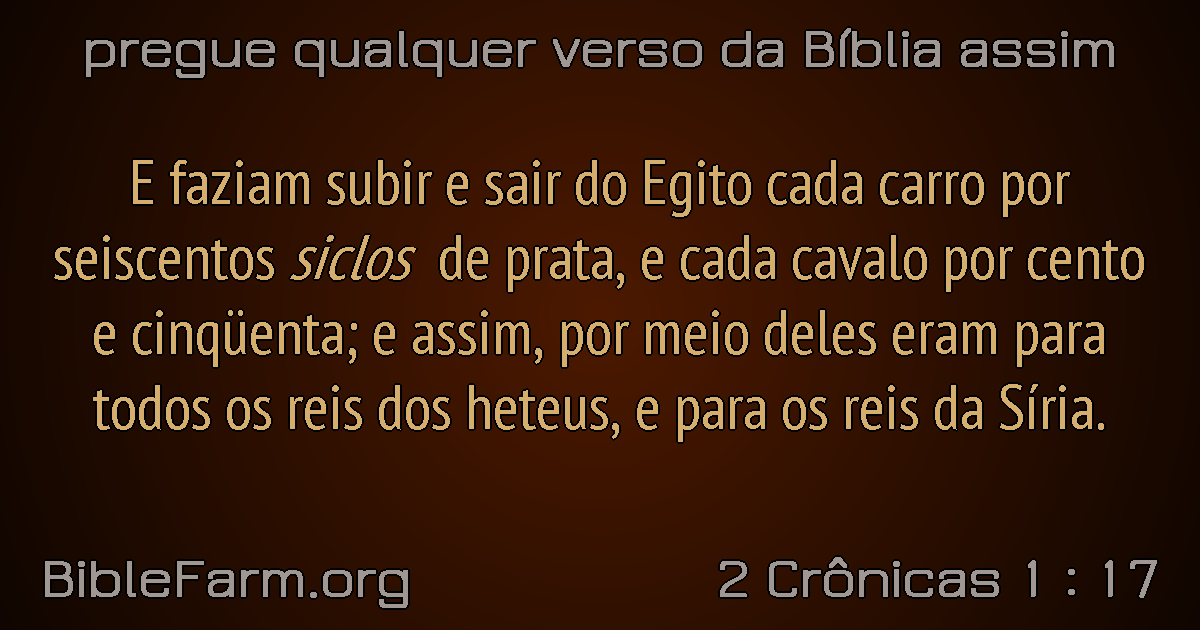 pregue qualquer verso da Bíblia assim
E faziam subir e sair do Egito cada carro por
seiscentos siclos de prata, e cada cavalo por cento
e cinqüenta; e assim, por meio deles eram para
todos os reis dos heteus, e para os reis da Síria.
BibleFarm.org
2 Crônicas 1 : 17